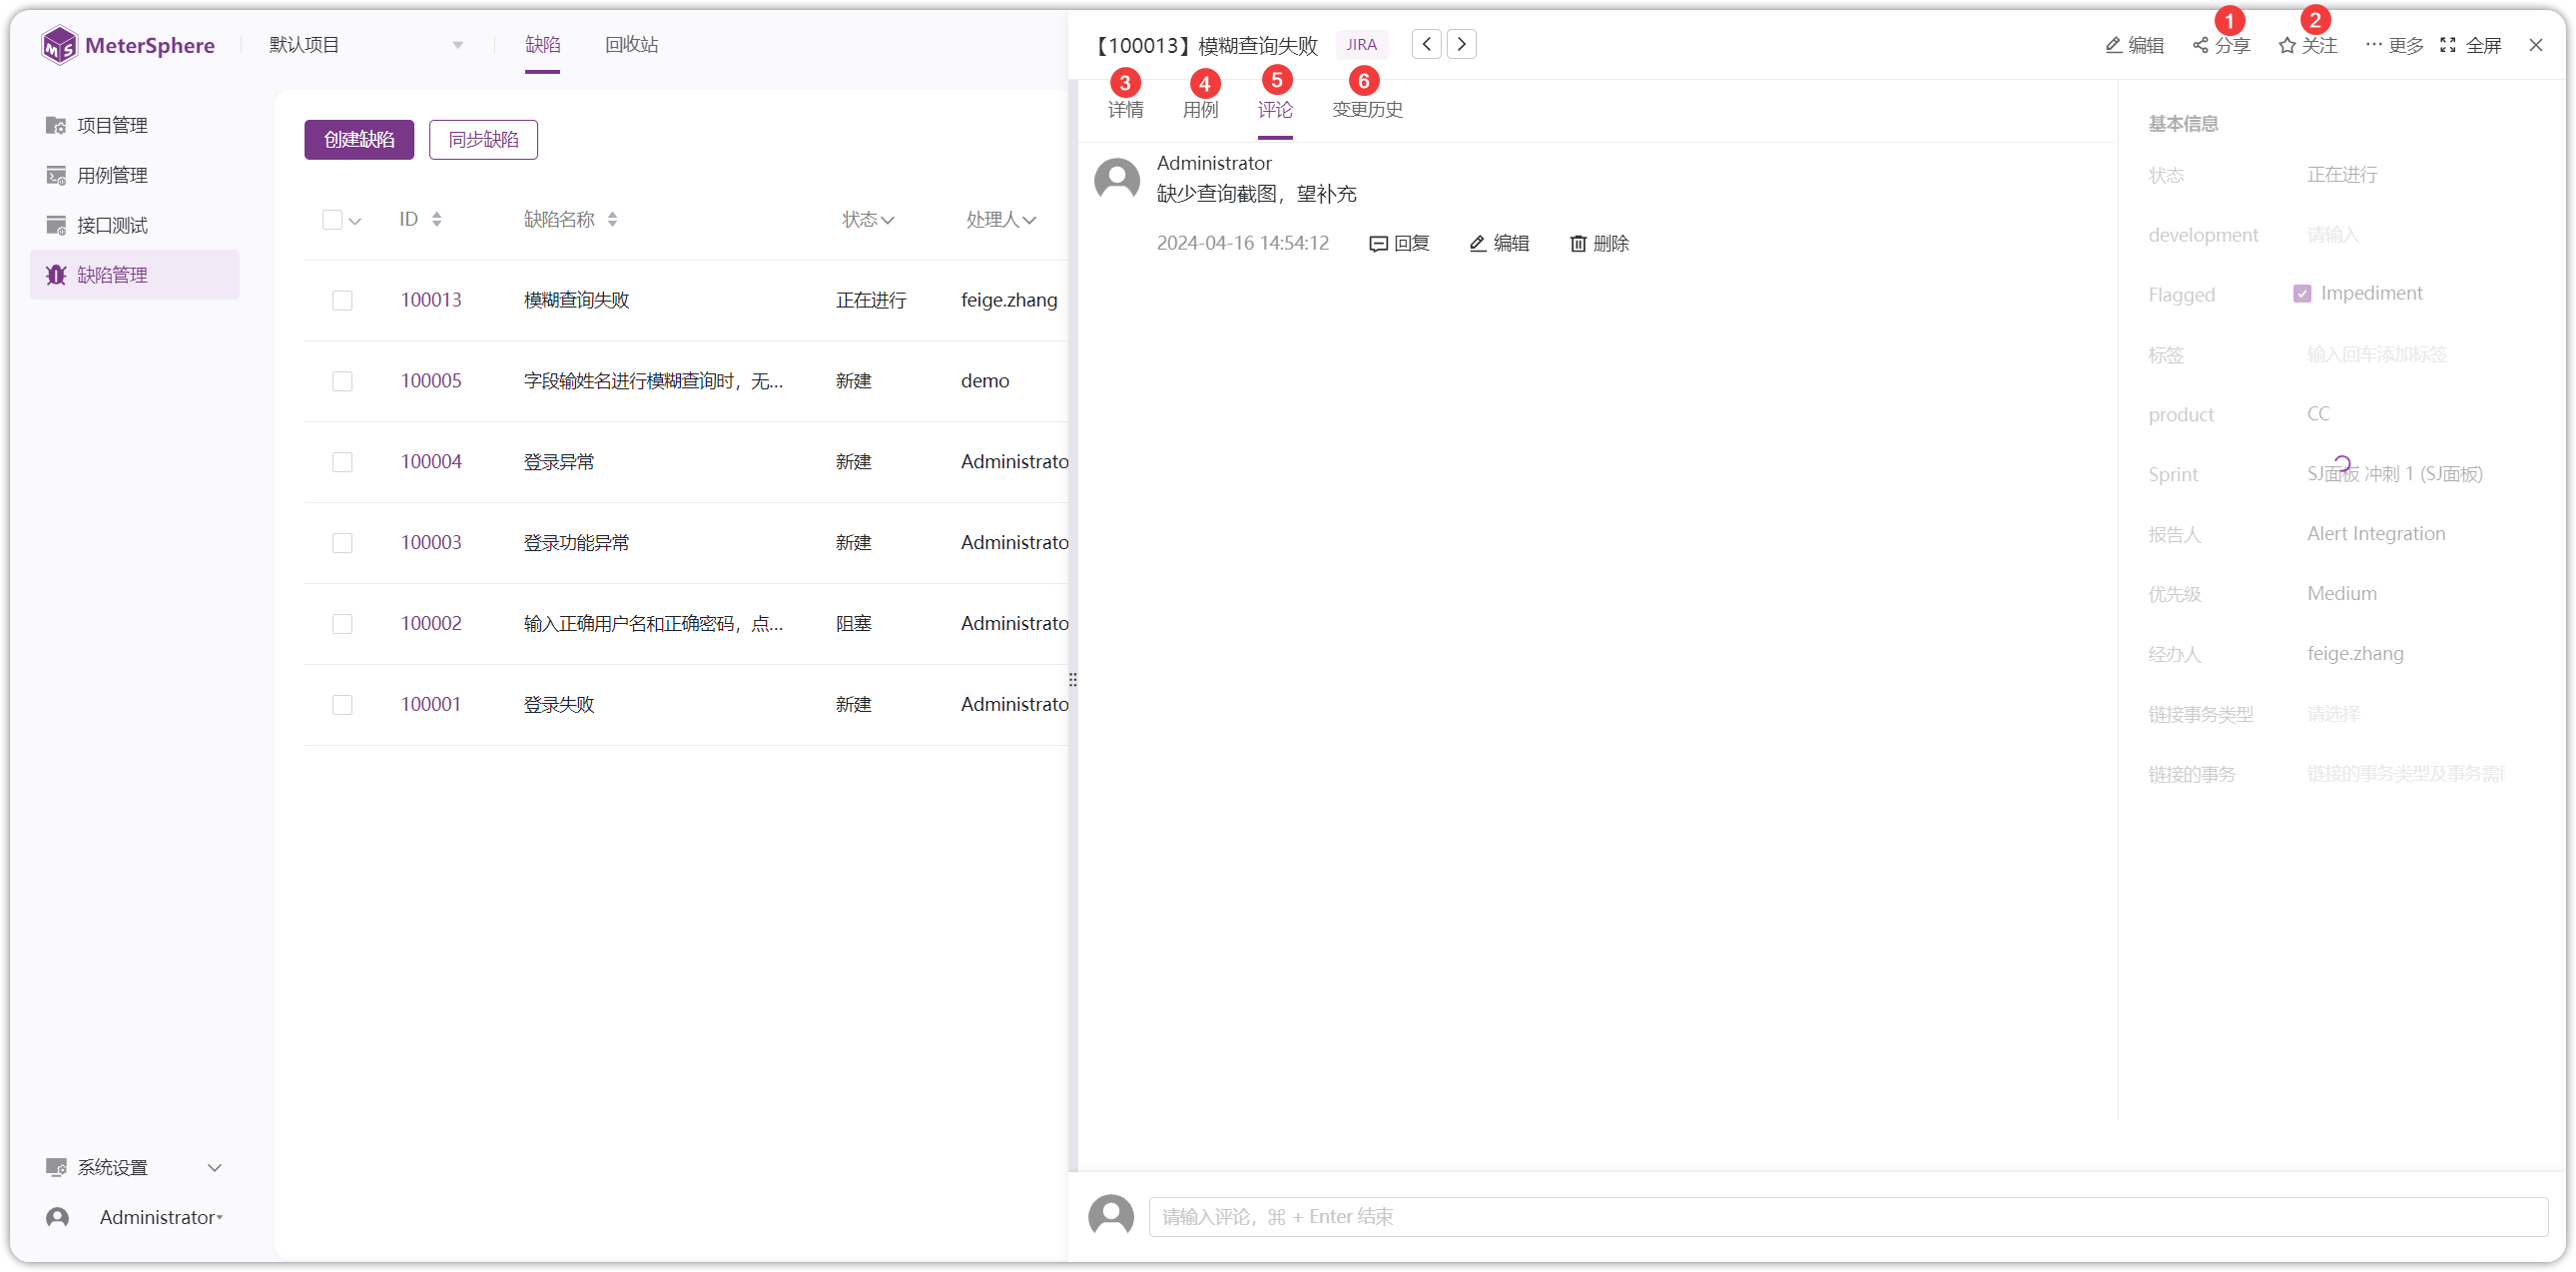 MeterSphere
默认项目
缺陷
回收站
项目管理
用例管理
接口测试
缺陷管理
系统设置
Administrator
创建缺陷
同步缺陷
ID
缺陷名称
状态
处理人
100013
模糊查询失败
正在进行
feige.zhang
100005
字段输姓名进行模糊查询时，无...
新建
demo
100004
登录异常
新建
Administrato
100003
登录功能异常
新建
Administrato
100002
输入正确用户名和正确密码，点...
阻塞
Administrato
100001
登录失败
新建
Administrato
【100013】模糊查询失败
JIRA
编辑
1
分享
2
关注
更多
全屏
3
详情
4
用例
5
评论
6
变更历史
Administrator
缺少查询截图，望补充
2024-04-16 14:54:12
回复
编辑
删除
基本信息
状态
正在进行
development
请输入
Flagged
Impediment
标签
输入回车添加标签
product
CC
Sprint
SJ面板 冲刺 1 (SJ面板)
报告人
Alert Integration
优先级
Medium
经办人
feige.zhang
链接事务类型
请选择
链接的事务
链接的事务类型及事务需
请输入评论，⌘ + Enter 结束